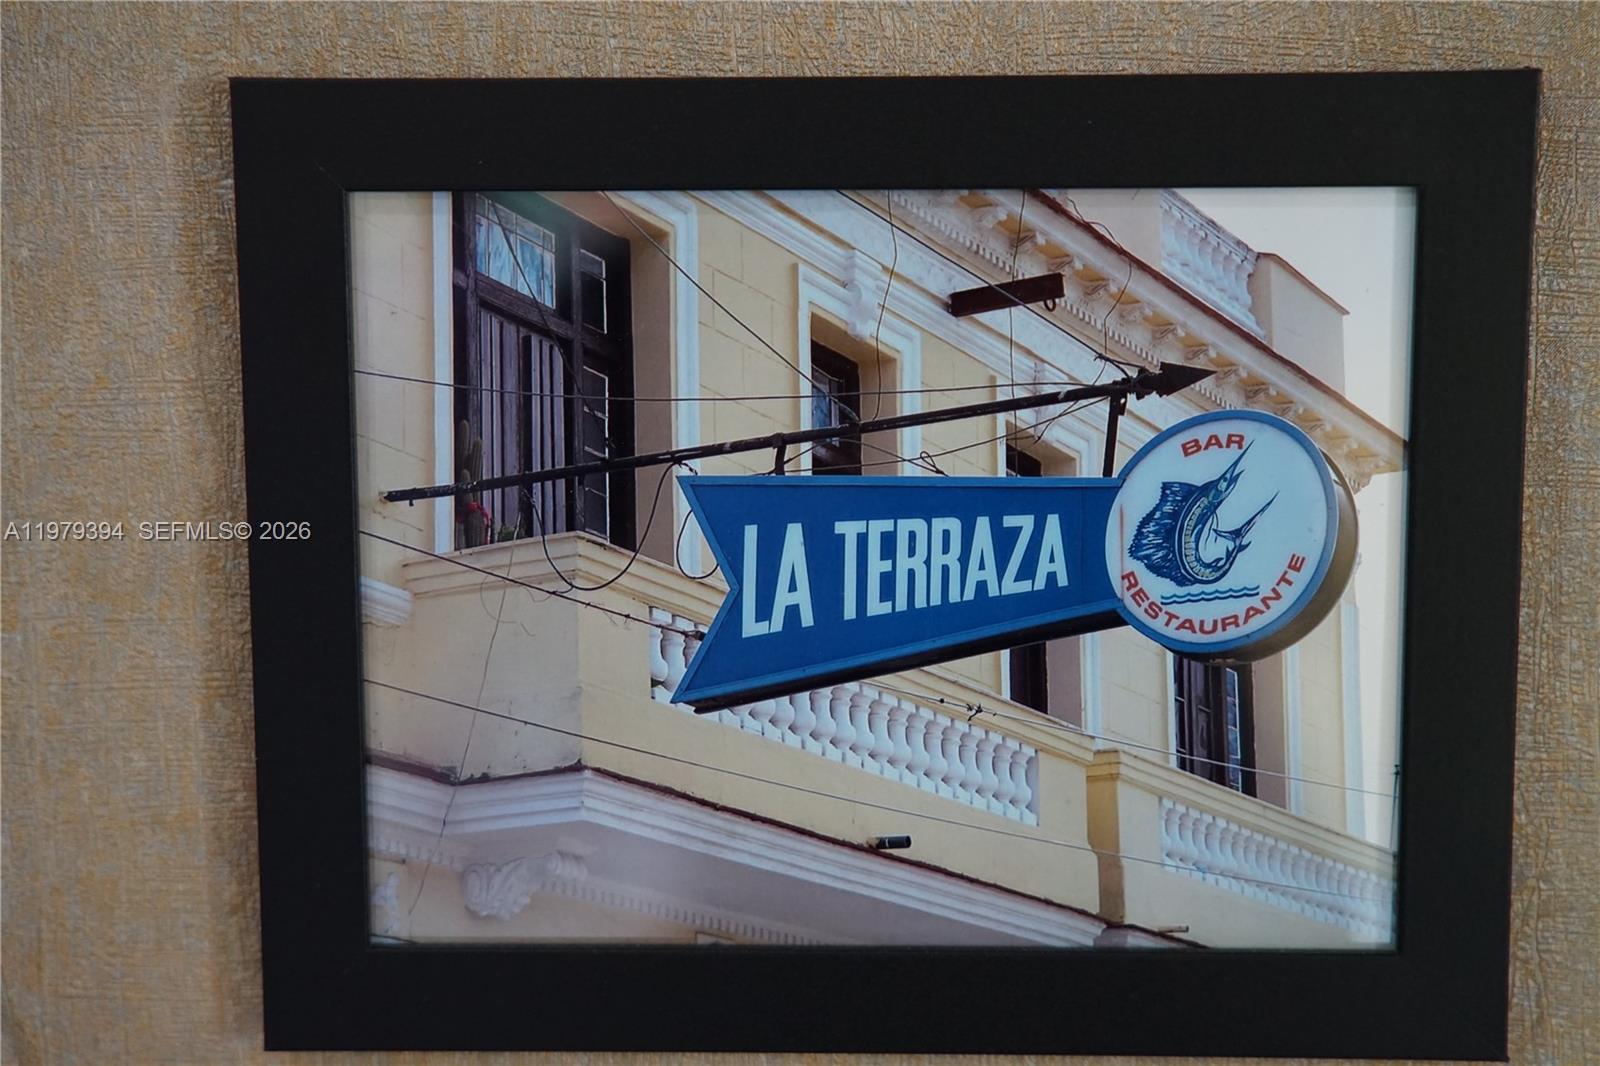 BAR
LA TERRAZA
RESTAURANTE
A11979394 SEFMLS© 2026